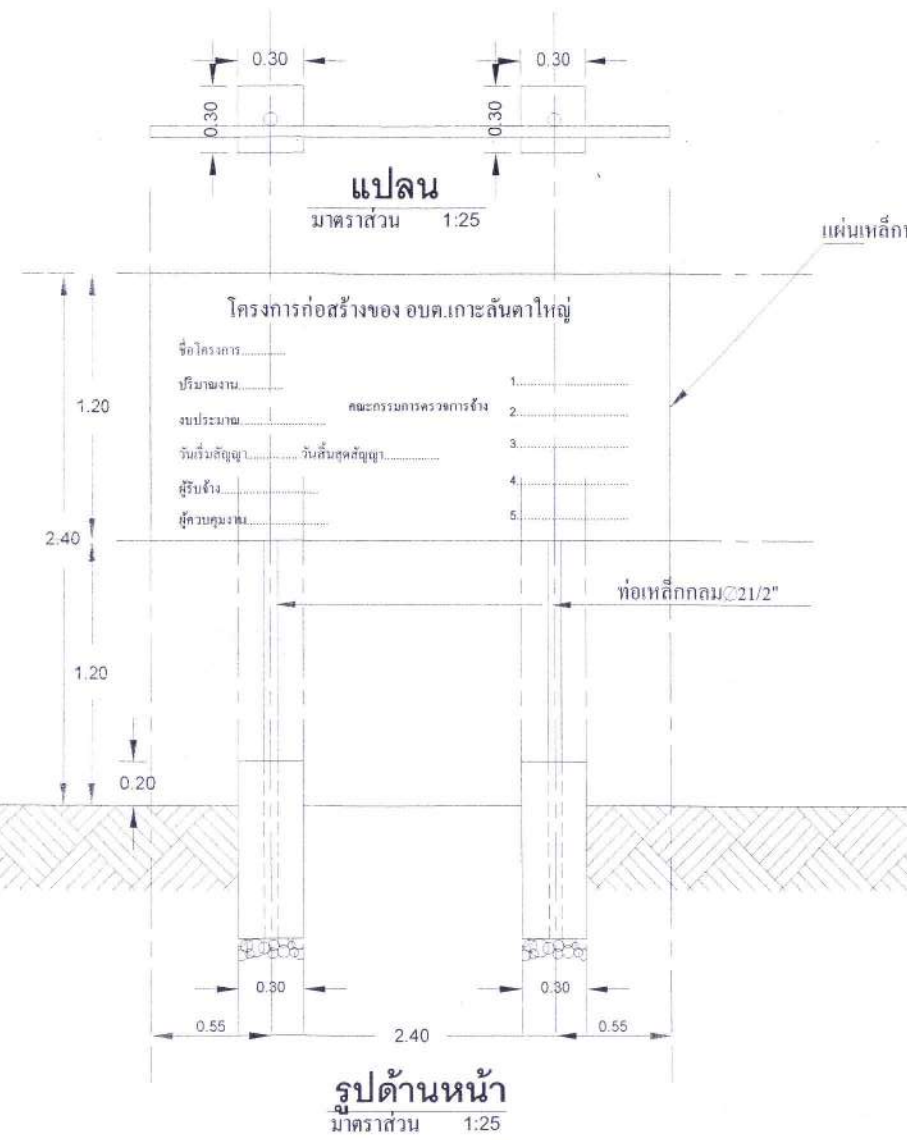 0.30 0.30
0.30 0.30
แปลน
มาตราส่วน 1:25
โครงการก่อสร้างของ อบต.เกาะลันตาใหญ่
ชื่อโครงการ............
ปริมาณงาน............
งบประมาณ........................
วันเริ่มสัญญา.............. วันสิ้นสุดสัญญา...............
ผู้รับจ้าง..........................
ผู้ควบคุมงาน......................
คณะกรรมการตรวจการจ้าง
1..............................
2..............................
3..............................
4..............................
5..............................
1.20
2.40
1.20
0.20
ท่อเหล็กกลม∅21/2"
0.30 0.30
0.55 2.40 0.55
รูปด้านหน้า
มาตราส่วน 1:25